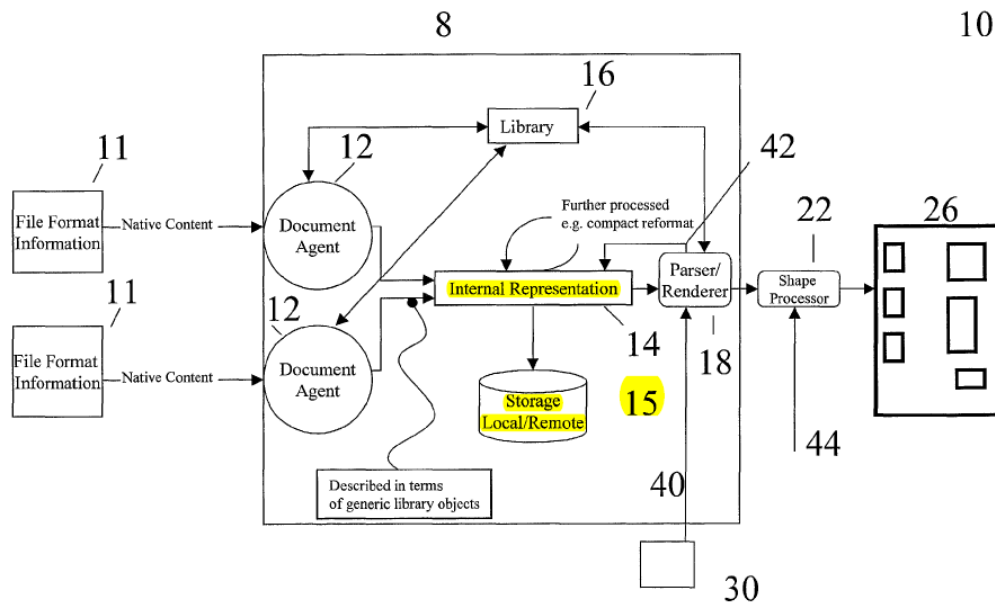 8
10
16
Library
11
12
42
Further processed
e.g. compact reformat
22
26
File Format
Information
Native Content
Document
Agent
Parser/
Renderer
Shape
Processor
Internal Representation
11
12
14
18
File Format
Information
Native Content
Document
Agent
Storage
Local/Remote
15
44
Described in terms
of generic library objects
40
30